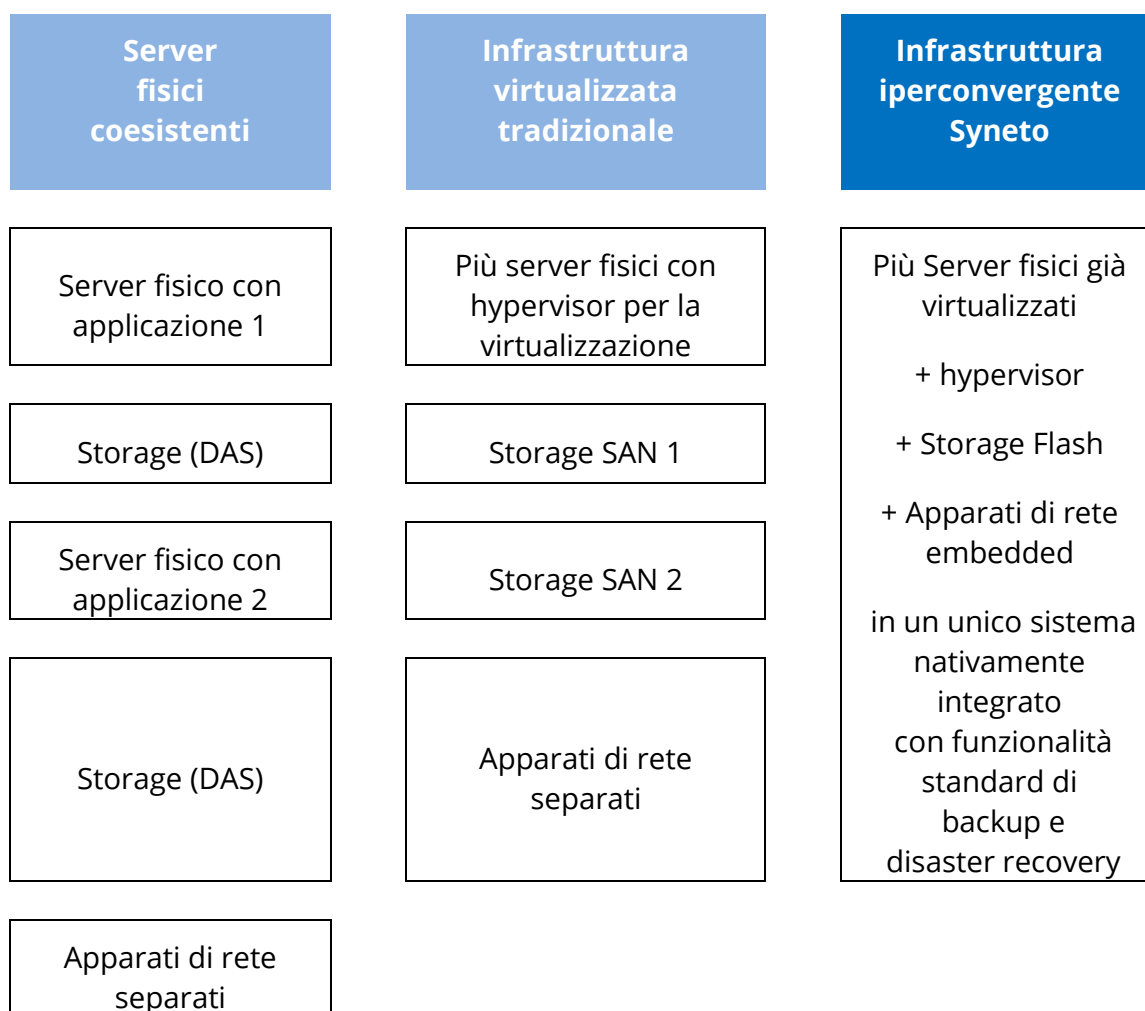 Server
fisici
coesistenti
Infrastruttura
virtualizzata
tradizionale
Infrastruttura
iperconvergente
Syneto
Server fisico con
applicazione 1
Storage (DAS)
Server fisico con
applicazione 2
Storage (DAS)
Apparati di rete
separati
Più server fisici con
hypervisor per la
virtualizzazione
Storage SAN 1
Storage SAN 2
Apparati di rete
separati
Più Server fisici già
virtualizzati
+ hypervisor
+ Storage Flash
+ Apparati di rete
embedded
in un unico sistema
nativamente
integrato
con funzionalità
standard di
backup e
disaster recovery